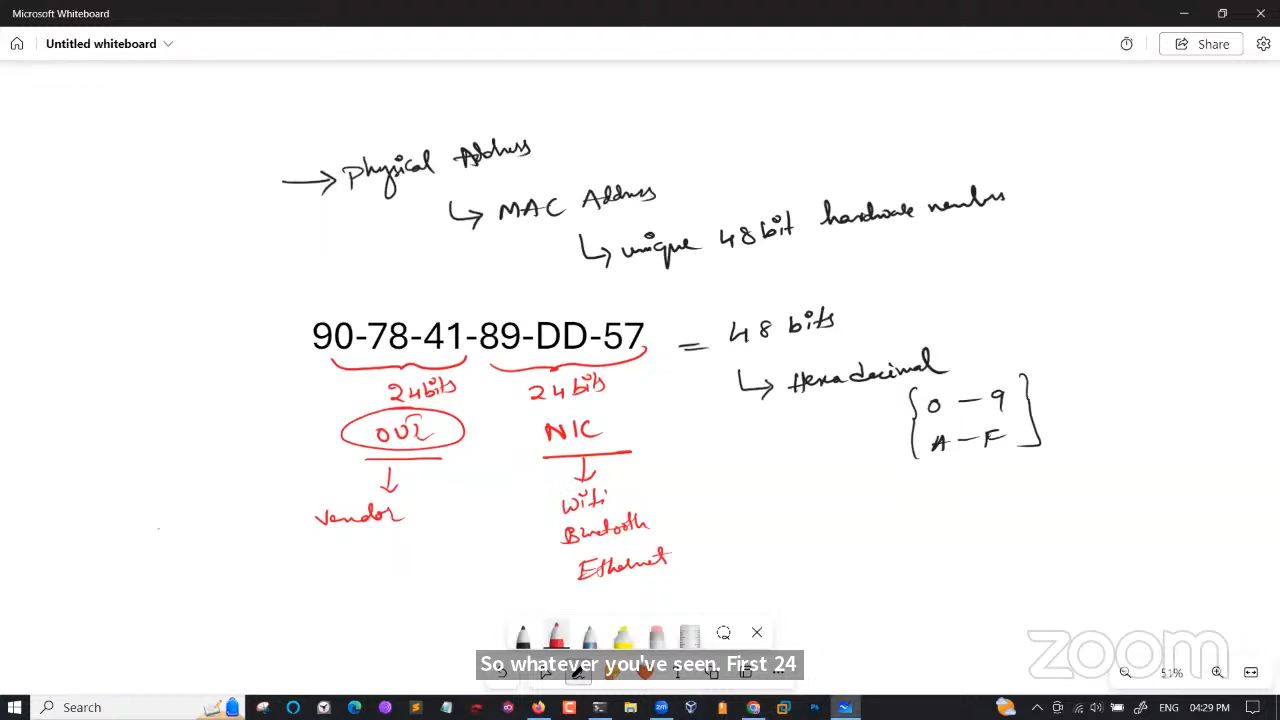 Microsoft Whiteboard
Untitled whiteboard
Share
→ Physical Address
↳ MAC Address
↳ unique 48 bit hardware numbers
90-78-41-89-DD-57 = 48 bits
↳ Hexadecimal
0 – 9
A – F
24 bits 24 bits
OUI NIC
Vendor
Wifi
Bluetooth
Ethernet
So whatever you've seen. First 24
zoom
51%
Search
ENG 04:29 PM